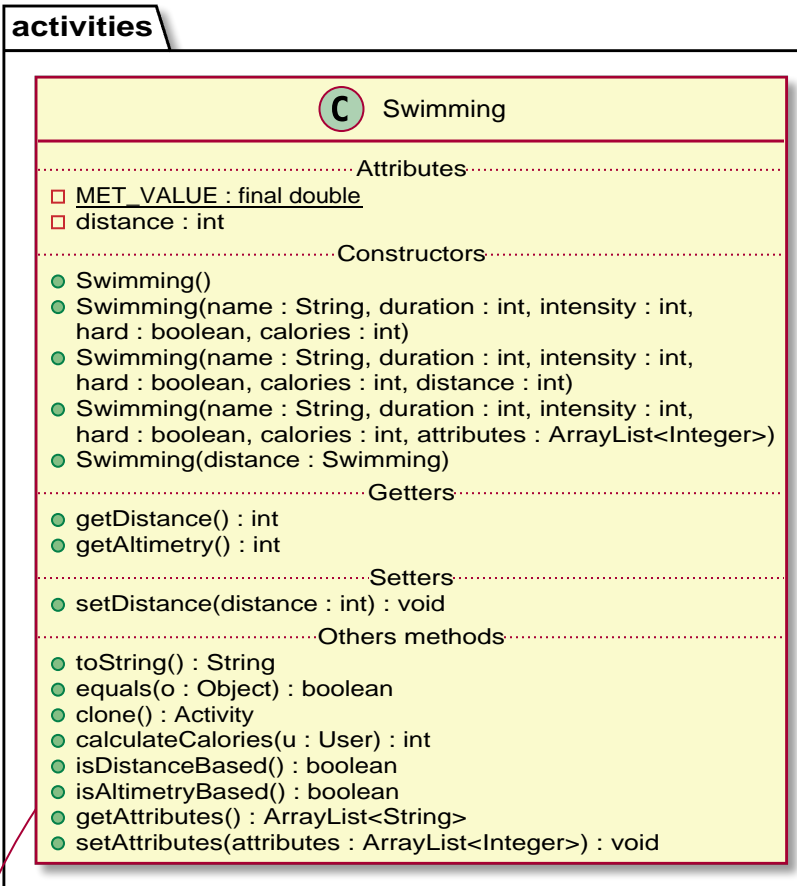 activities
C Swimming
Attributes
MET_VALUE : final double
distance : int
Constructors
Swimming()
Swimming(name : String, duration : int, intensity : int,
hard : boolean, calories : int)
Swimming(name : String, duration : int, intensity : int,
hard : boolean, calories : int, distance : int)
Swimming(name : String, duration : int, intensity : int,
hard : boolean, calories : int, attributes : ArrayList<Integer>)
Swimming(distance : Swimming)
Getters
getDistance() : int
getAltimetry() : int
Setters
setDistance(distance : int) : void
Others methods
toString() : String
equals(o : Object) : boolean
clone() : Activity
calculateCalories(u : User) : int
isDistanceBased() : boolean
isAltimetryBased() : boolean
getAttributes() : ArrayList<String>
setAttributes(attributes : ArrayList<Integer>) : void